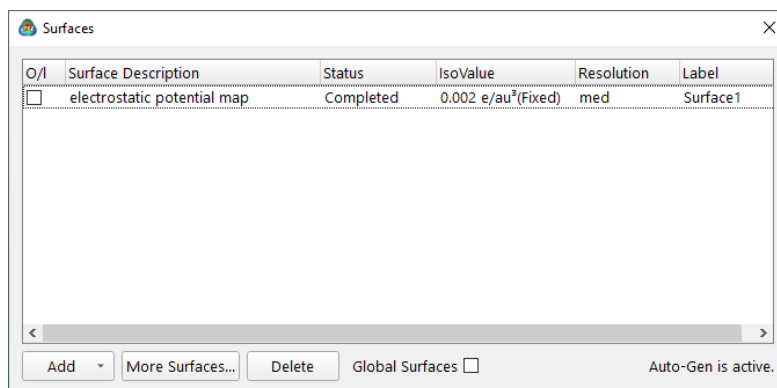 Surfaces
O/I Surface Description Status IsoValue Resolution Label
electrostatic potential map Completed 0.002 e/au³(Fixed) med Surface1
Add More Surfaces... Delete Global Surfaces Auto-Gen is active.